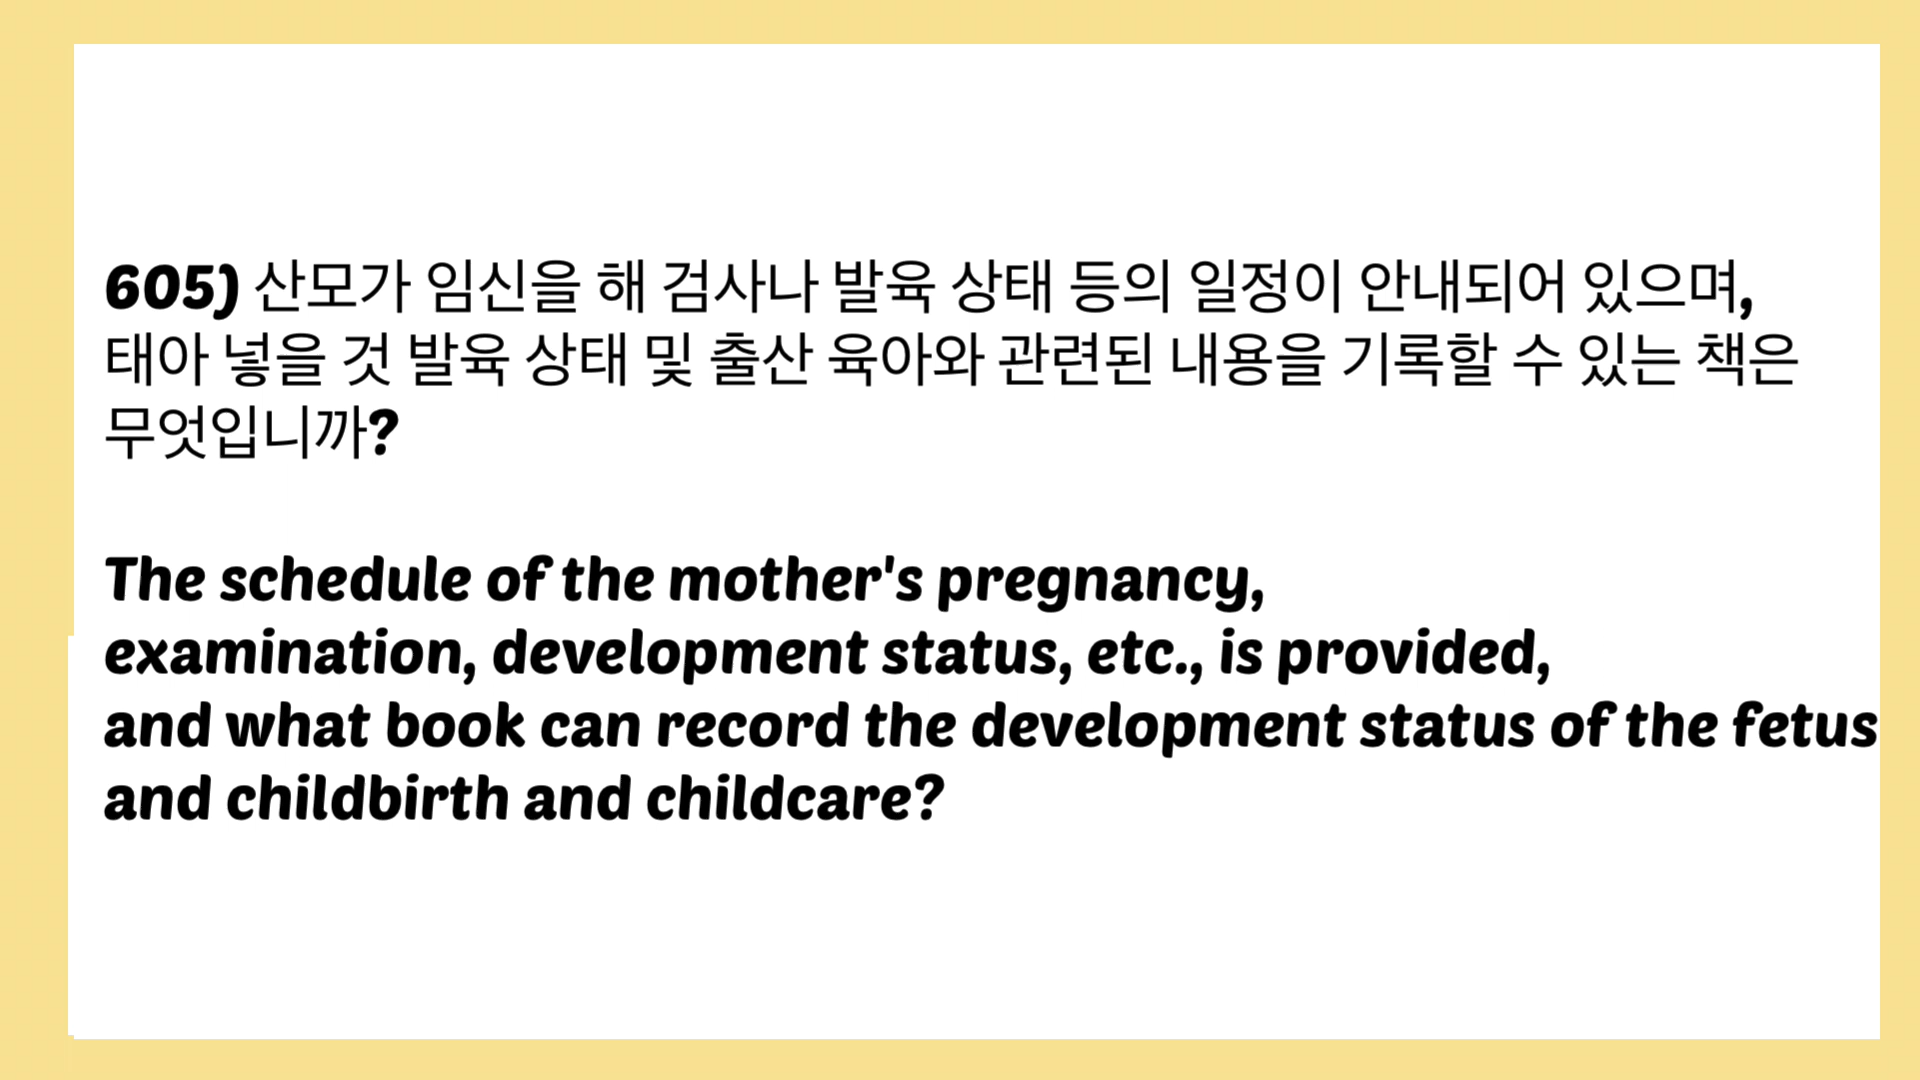 605) 산모가 임신을 해 검사나 발육 상태 등의 일정이 안내되어 있으며,
태아 넣을 것 발육 상태 및 출산 육아와 관련된 내용을 기록할 수 있는 책은
무엇입니까?
The schedule of the mother's pregnancy,
examination, development status, etc., is provided,
and what book can record the development status of the fetus
and childbirth and childcare?